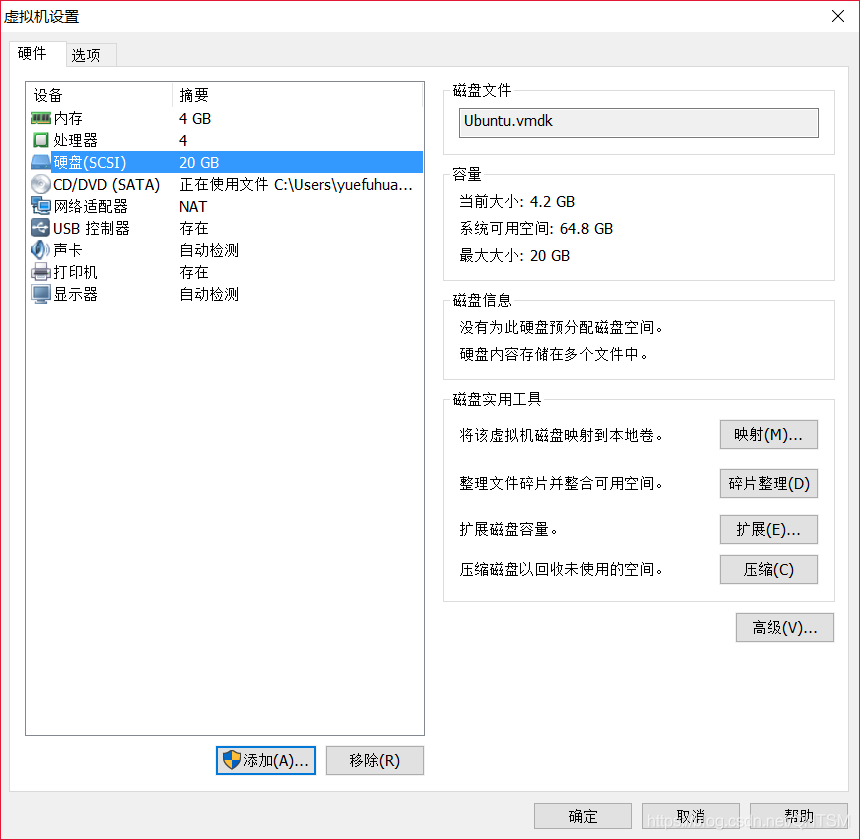 虚拟机设置
硬件 选项
设备 摘要
内存 4 GB
处理器 4
硬盘(SCSI) 20 GB
CD/DVD (SATA) 正在使用文件 C:\Users\yuefuhua...
网络适配器 NAT
USB 控制器 存在
声卡 自动检测
打印机 存在
显示器 自动检测
添加(A)... 移除(R)
磁盘文件
Ubuntu.vmdk
容量
当前大小: 4.2 GB
系统可用空间: 64.8 GB
最大大小: 20 GB
磁盘信息
没有为此硬盘预分配磁盘空间。
硬盘内容存储在多个文件中。
磁盘实用工具
将该虚拟机磁盘映射到本地卷。 映射(M)...
整理文件碎片并整合可用空间。 碎片整理(D)
扩展磁盘容量。 扩展(E)...
压缩磁盘以回收未使用的空间。 压缩(C)
高级(V)...
确定 取消 帮助